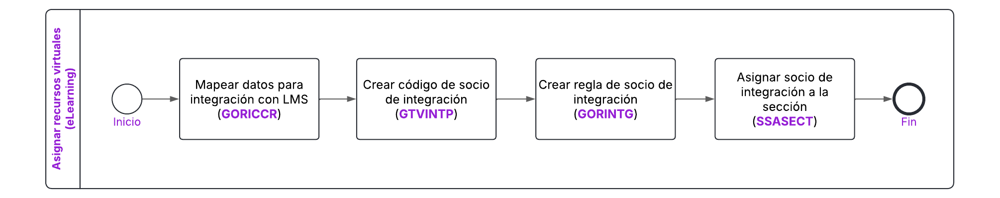 Asignar recursos virtuales
(eLearning)
Inicio
Mapear datos para
integración con LMS
(GORICCR)
Crear código de socio
de integración
(GTVINTP)
Crear regla de socio de
integración
(GORINTG)
Asignar socio de
integración a la
sección
(SSASECT)
Fin